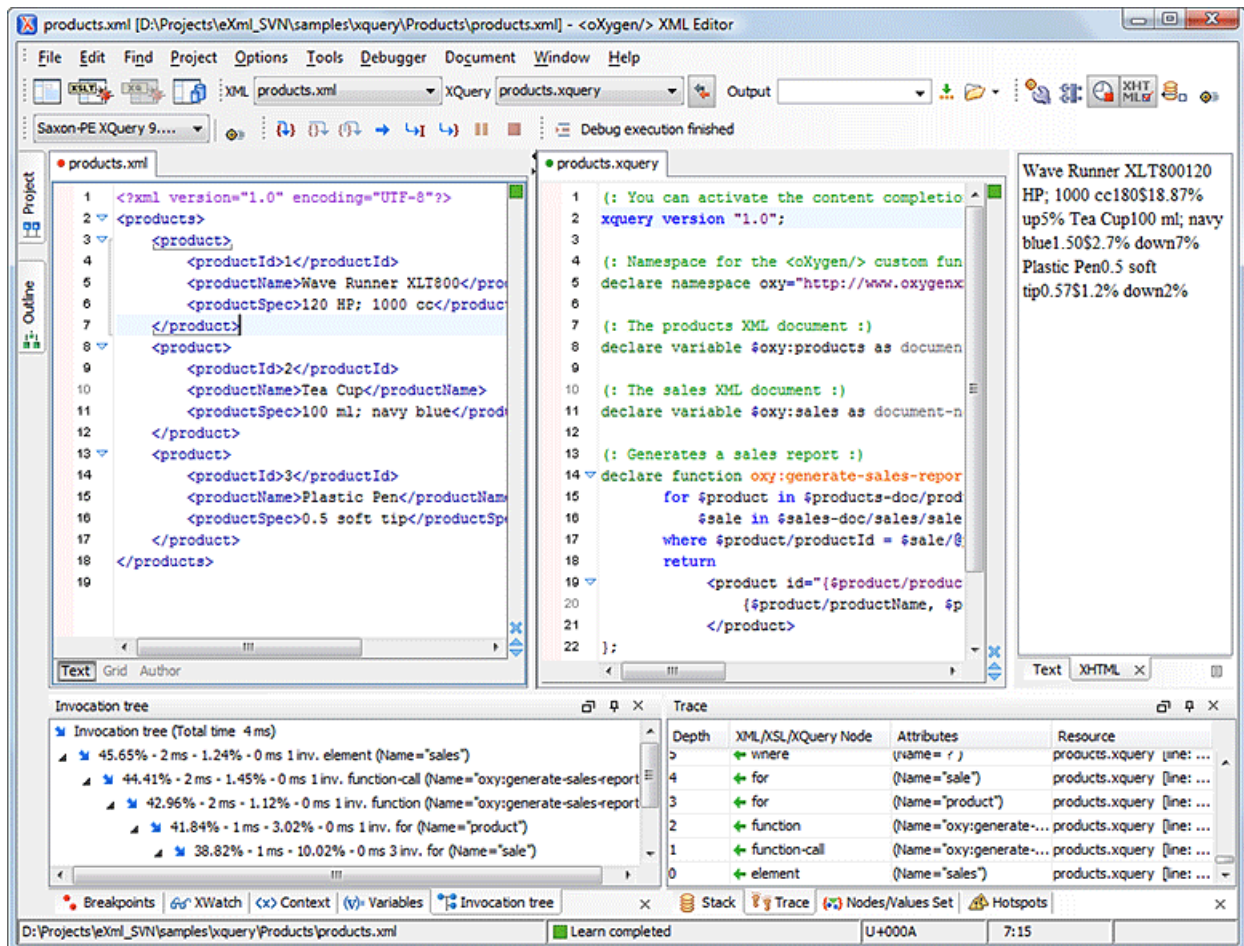 products.xml [D:\Projects\eXml_SVN\samples\xquery\Products\products.xml] - <oXygen/> XML Editor
File Edit Find Project Options Tools Debugger Document Window Help
XSLT XQ XML products.xml XQuery products.xquery Output XHT ML
Saxon-PE XQuery 9.... Debug execution finished
Project
Outline
products.xml
1 <?xml version="1.0" encoding="UTF-8"?>
2 <products>
3 <product>
4 <productId>1</productId>
5 <productName>Wave Runner XLT800</pro
6 <productSpec>120 HP; 1000 cc</produc
7 </product>
8 <product>
9 <productId>2</productId>
10 <productName>Tea Cup</productName>
11 <productSpec>100 ml; navy blue</prod
12 </product>
13 <product>
14 <productId>3</productId>
15 <productName>Plastic Pen</productNam
16 <productSpec>0.5 soft tip</productSp
17 </product>
18 </products>
19
Text Grid Author
products.xquery
1 (: You can activate the content completio
2 xquery version "1.0";
3
4 (: Namespace for the <oXygen/> custom fun
5 declare namespace oxy="http://www.oxygenx
6
7 (: The products XML document :)
8 declare variable $oxy:products as documen
9
10 (: The sales XML document :)
11 declare variable $oxy:sales as document-n
12
13 (: Generates a sales report :)
14 declare function oxy:generate-sales-repor
15 for $product in $products-doc/prod
16 $sale in $sales-doc/sales/sale
17 where $product/productId = $sale/@
18 return
19 <product id="{$product/produc
20 {$product/productName, $p
21 </product>
22 };
Wave Runner XLT800120
HP; 1000 cc180$18.87%
up5% Tea Cup100 ml; navy
blue1.50$2.7% down7%
Plastic Pen0.5 soft
tip0.57$1.2% down2%
Text XHTML
Invocation tree
Invocation tree (Total time 4 ms)
45.65% - 2 ms - 1.24% - 0 ms 1 inv. element (Name="sales")
44.41% - 2 ms - 1.45% - 0 ms 1 inv. function-call (Name="oxy:generate-sales-report
42.96% - 2 ms - 1.12% - 0 ms 1 inv. function (Name="oxy:generate-sales-report
41.84% - 1 ms - 3.02% - 0 ms 1 inv. for (Name="product")
38.82% - 1 ms - 10.02% - 0 ms 3 inv. for (Name="sale")
Breakpoints XWatch Context (v)= Variables Invocation tree
Trace
Depth XML/XSL/XQuery Node Attributes Resource
5 where (Name=" ? ") products.xquery [line: ...
4 for (Name="sale") products.xquery [line: ...
3 for (Name="product") products.xquery [line: ...
2 function (Name="oxy:generate-... products.xquery [line: ...
1 function-call (Name="oxy:generate-... products.xquery [line: ...
0 element (Name="sales") products.xquery [line: ...
Stack Trace Nodes/Values Set Hotspots
D:\Projects\eXml_SVN\samples\xquery\Products\products.xml Learn completed U+000A 7:15